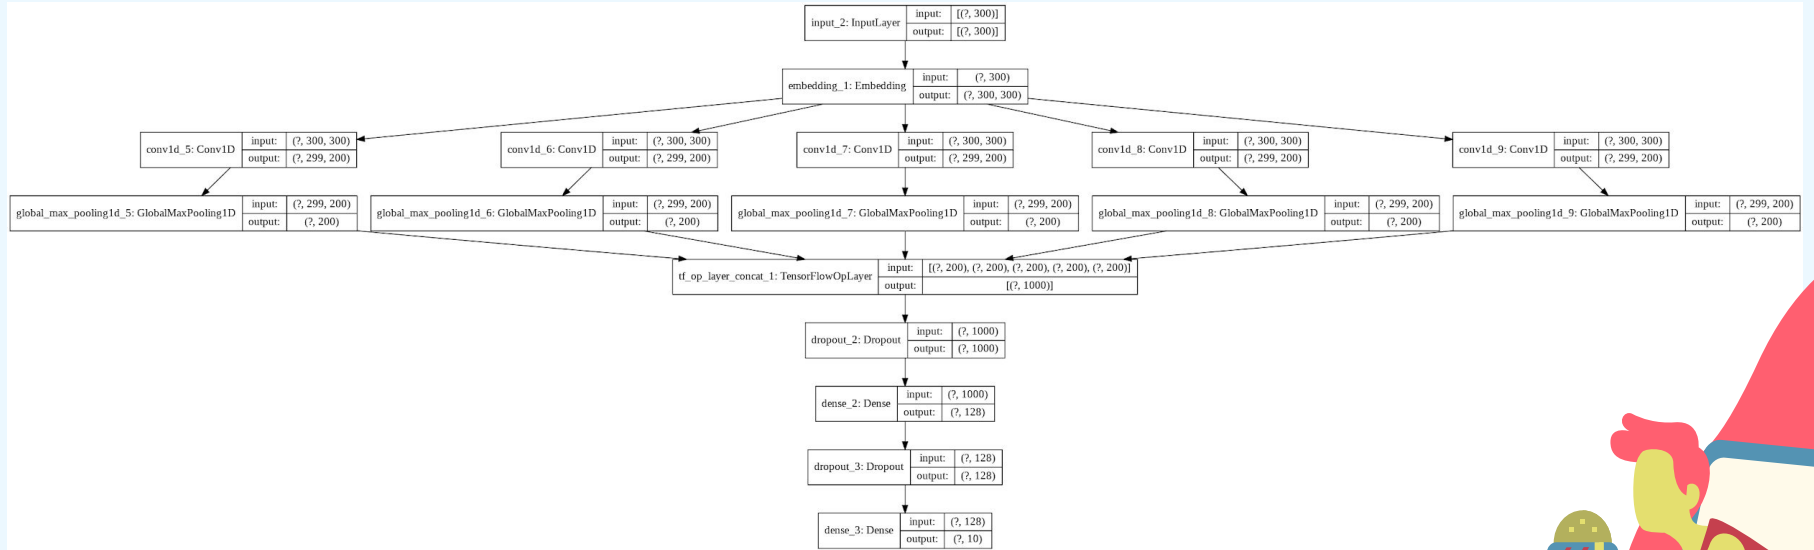 input_2: InputLayer input: [(?, 300)]
output: [(?, 300)]
embedding_1: Embedding input: (?, 300)
output: (?, 300, 300)
conv1d_5: Conv1D input: (?, 300, 300)
output: (?, 299, 200)
conv1d_6: Conv1D input: (?, 300, 300)
output: (?, 299, 200)
conv1d_7: Conv1D input: (?, 300, 300)
output: (?, 299, 200)
conv1d_8: Conv1D input: (?, 300, 300)
output: (?, 299, 200)
conv1d_9: Conv1D input: (?, 300, 300)
output: (?, 299, 200)
global_max_pooling1d_5: GlobalMaxPooling1D input: (?, 299, 200)
output: (?, 200)
global_max_pooling1d_6: GlobalMaxPooling1D input: (?, 299, 200)
output: (?, 200)
global_max_pooling1d_7: GlobalMaxPooling1D input: (?, 299, 200)
output: (?, 200)
global_max_pooling1d_8: GlobalMaxPooling1D input: (?, 299, 200)
output: (?, 200)
global_max_pooling1d_9: GlobalMaxPooling1D input: (?, 299, 200)
output: (?, 200)
tf_op_layer_concat_1: TensorFlowOpLayer input: [(?, 200), (?, 200), (?, 200), (?, 200), (?, 200)]
output: [(?, 1000)]
dropout_2: Dropout input: (?, 1000)
output: (?, 1000)
dense_2: Dense input: (?, 1000)
output: (?, 128)
dropout_3: Dropout input: (?, 128)
output: (?, 128)
dense_3: Dense input: (?, 128)
output: (?, 10)